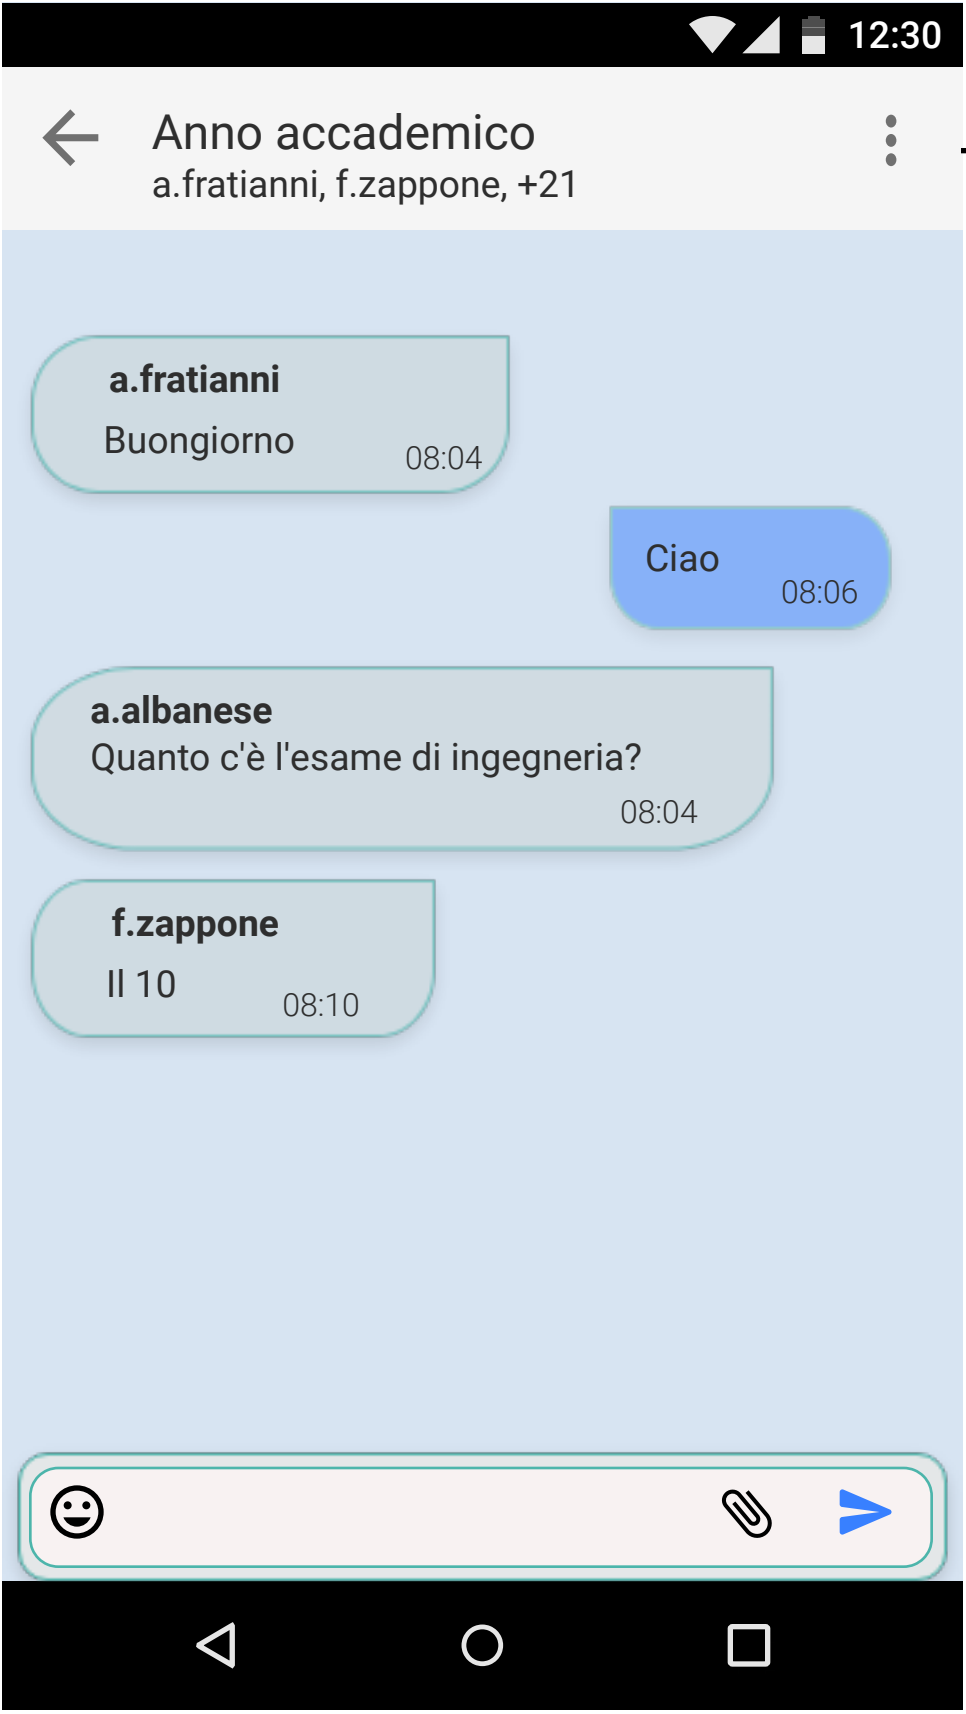 12:30
Anno accademico
a.fratianni, f.zappone, +21
a.fratianni
Buongiorno
08:04
Ciao
08:06
a.albanese
Quanto c'è l'esame di ingegneria?
08:04
f.zappone
Il 10
08:10